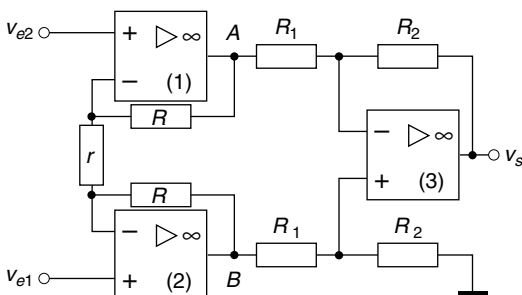 A R1 R2
ve2 + ▷ ∞
− (1)
R
r − ▷ ∞
+ (3) vs
R
− ▷ ∞ R1 R2
ve1 + (2) B